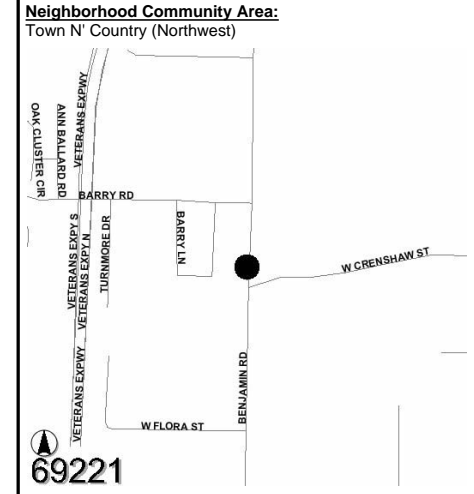 Neighborhood Community Area:
Town N' Country (Northwest)
OAK CLUSTER CIR
ANN BALLARD RD
VETERANS EXPWY
BARRY RD
VETERANS EXPY S
VETERANS EXPY N
TURNMORE DR
BARRY LN
W CRENSHAW ST
VETERANS EXPWY
BENJAMIN RD
W FLORA ST
69221